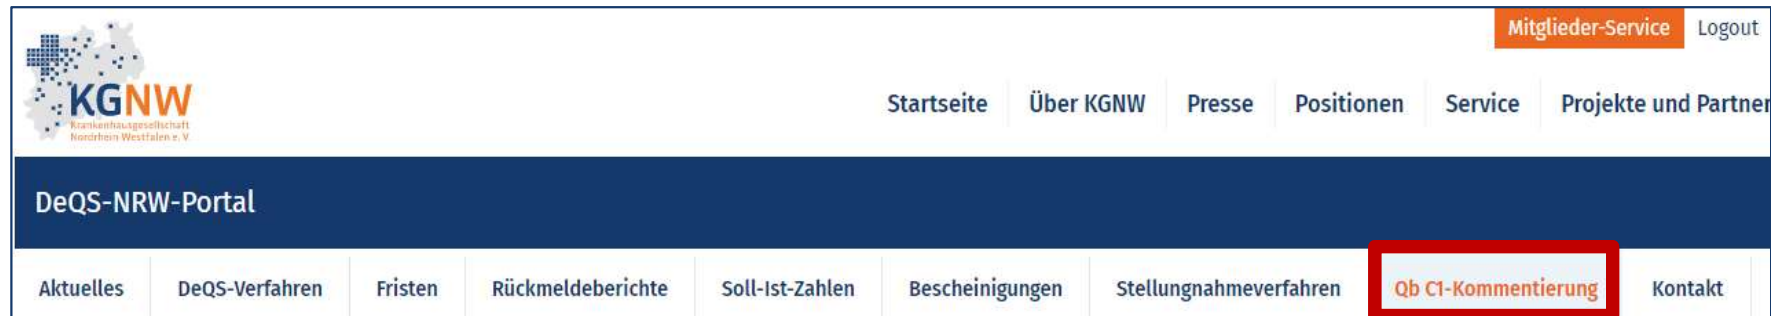 Mitglieder-Service Logout
KGNW
Krankenhausgesellschaft
Nordrhein Westfalen e. V.
Startseite Über KGNW Presse Positionen Service Projekte und Partner
DeQS-NRW-Portal
Aktuelles DeQS-Verfahren Fristen Rückmeldeberichte Soll-Ist-Zahlen Bescheinigungen Stellungnahmeverfahren Qb C1-Kommentierung Kontakt